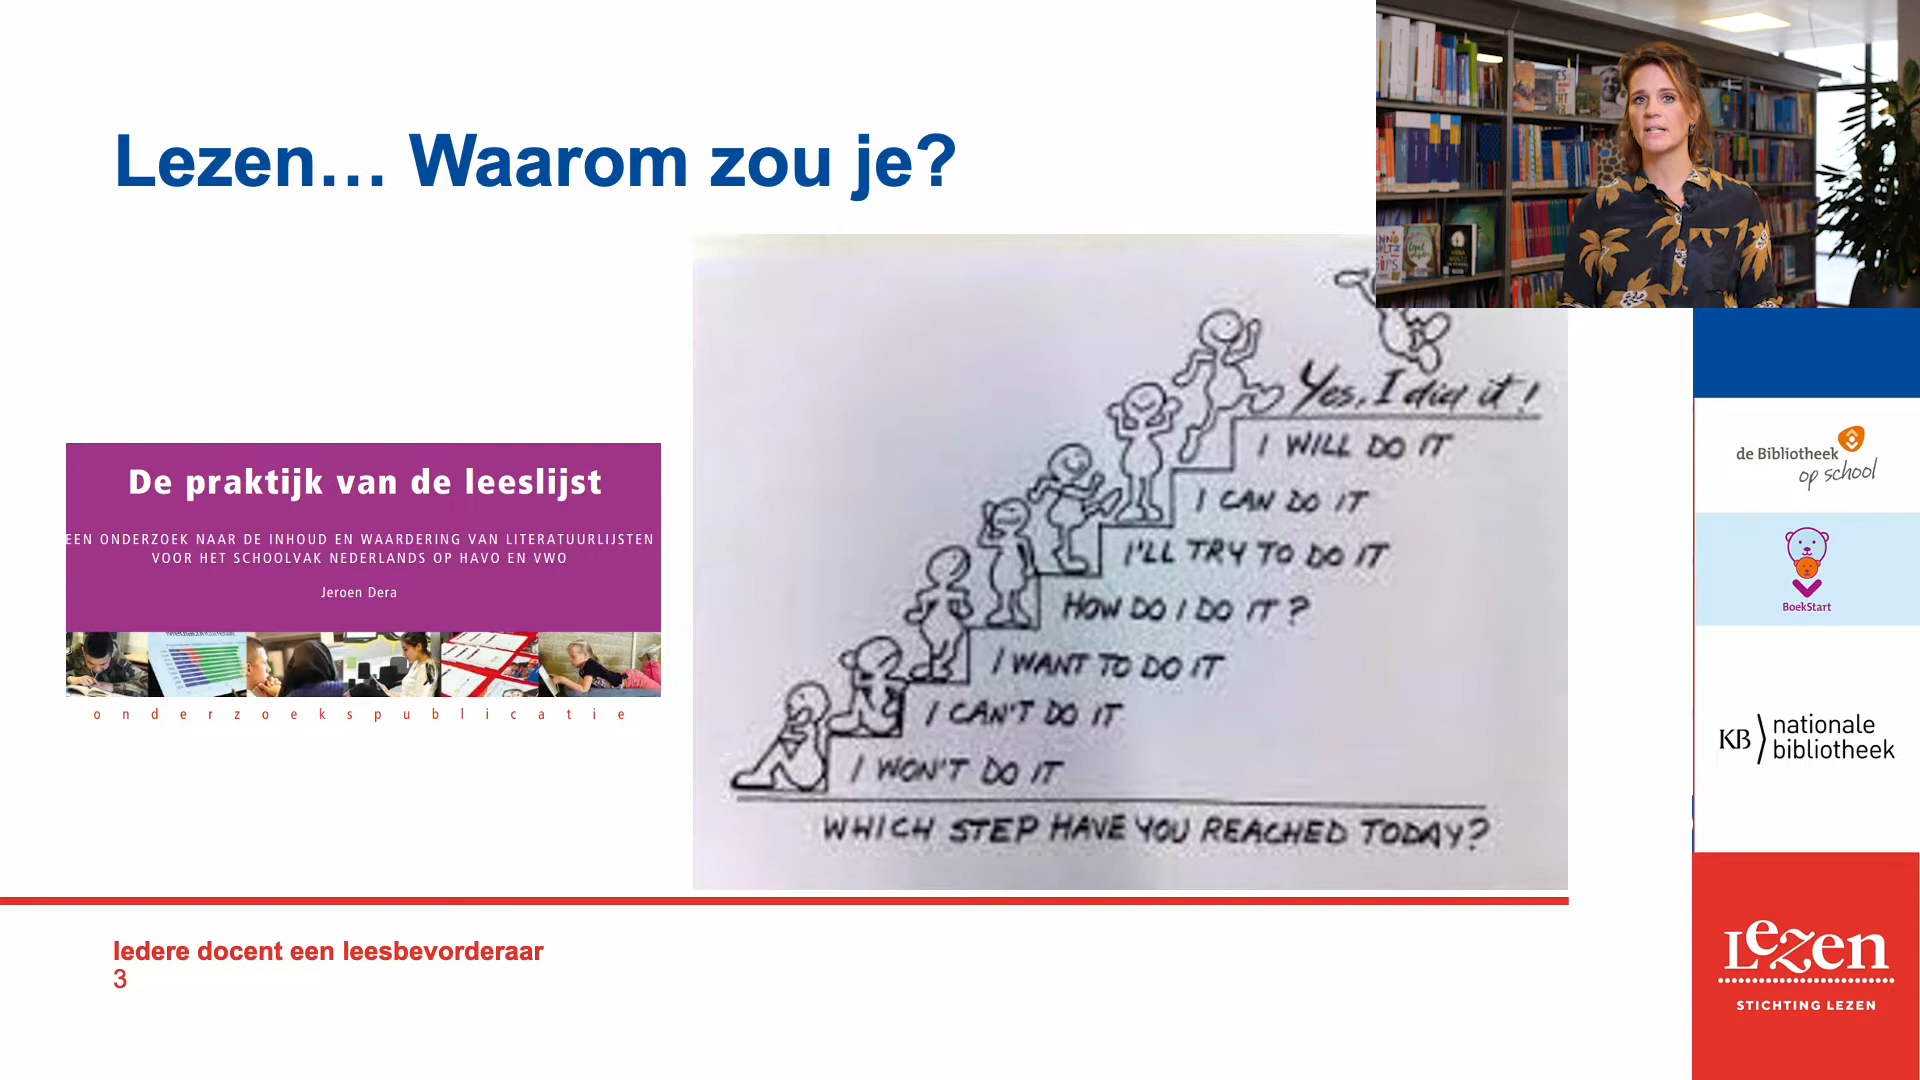 Lezen… Waarom zou je?
De praktijk van de leeslijst
EEN ONDERZOEK NAAR DE INHOUD EN WAARDERING VAN LITERATUURLIJSTEN
VOOR HET SCHOOLVAK NEDERLANDS OP HAVO EN VWO
Jeroen Dera
onderzoekspublicatie
Yes, I did it!
I WILL DO IT
I CAN DO IT
I'LL TRY TO DO IT
HOW DO I DO IT?
I WANT TO DO IT
I CAN'T DO IT
I WON'T DO IT
WHICH STEP HAVE YOU REACHED TODAY?
de Bibliotheek
op school
BoekStart
KB nationale
bibliotheek
Lezen
STICHTING LEZEN
Iedere docent een leesbevorderaar
3